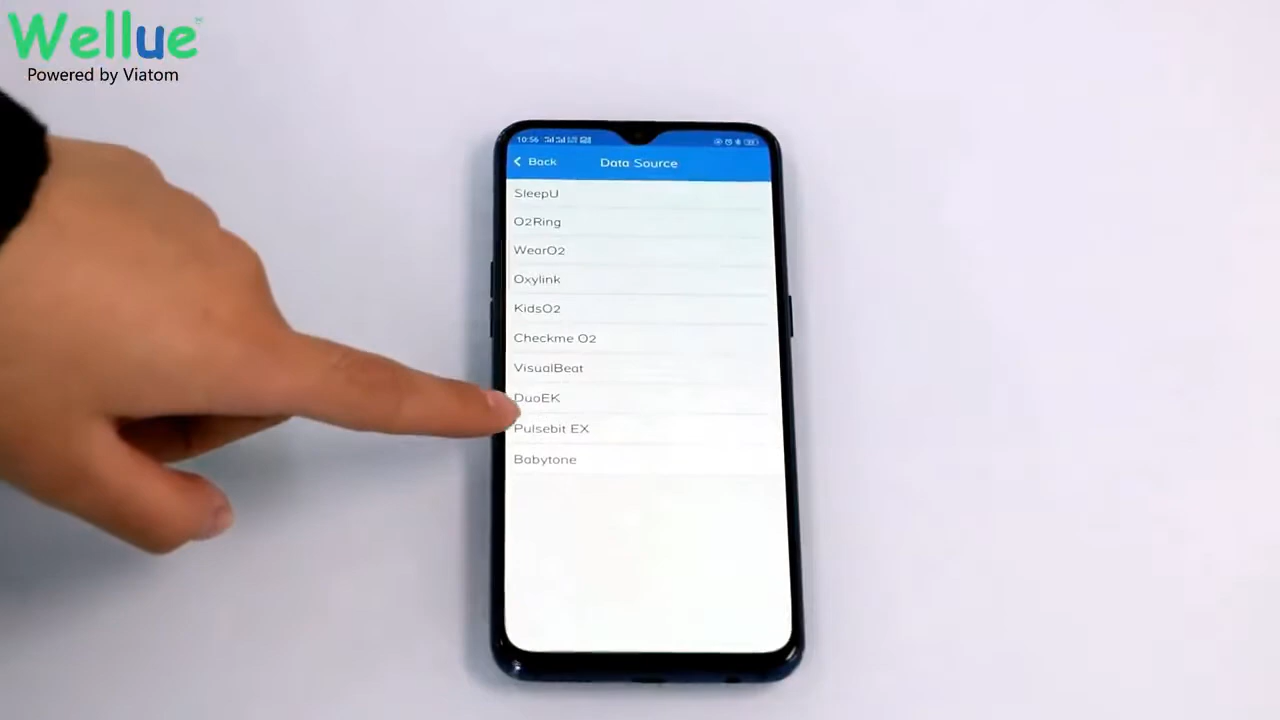 Wellue
Powered by Viatom
10:56
Back
Data Source
SleepU
O2Ring
WearO2
Oxylink
KidsO2
Checkme O2
VisualBeat
DuoEK
Pulsebit EX
Babytone